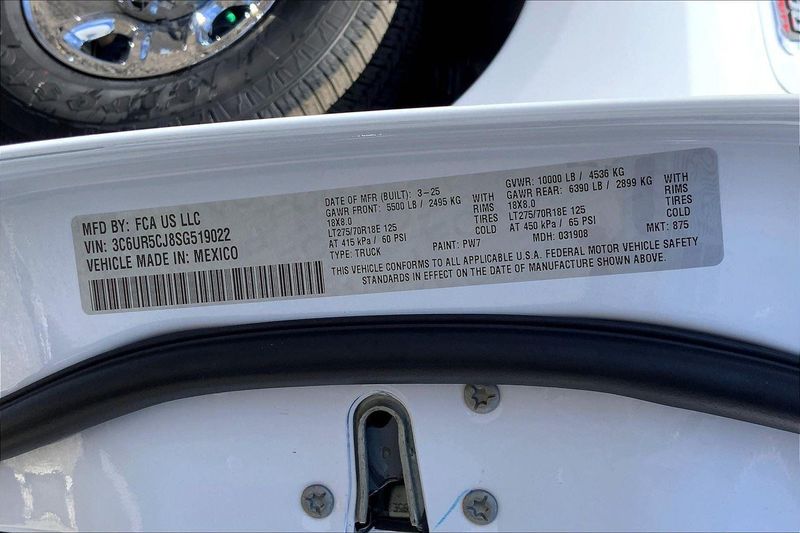 MFD BY: FCA US LLC
VIN: 3C6UR5CJ8SG519022
VEHICLE MADE IN: MEXICO
DATE OF MFR (BUILT): 3-25
GAWR FRONT: 5500 LB / 2495 KG WITH
18X8.0 RIMS
LT275/70R18E 125 TIRES
AT 415 kPa / 60 PSI COLD
TYPE: TRUCK PAINT: PW7
GVWR: 10000 LB / 4536 KG
GAWR REAR: 6390 LB / 2899 KG WITH
18X8.0 RIMS
LT275/70R18E 125 TIRES
AT 450 kPa / 65 PSI COLD
MDH: 031908 MKT: 875
THIS VEHICLE CONFORMS TO ALL APPLICABLE U.S.A. FEDERAL MOTOR VEHICLE SAFETY
STANDARDS IN EFFECT ON THE DATE OF MANUFACTURE SHOWN ABOVE.